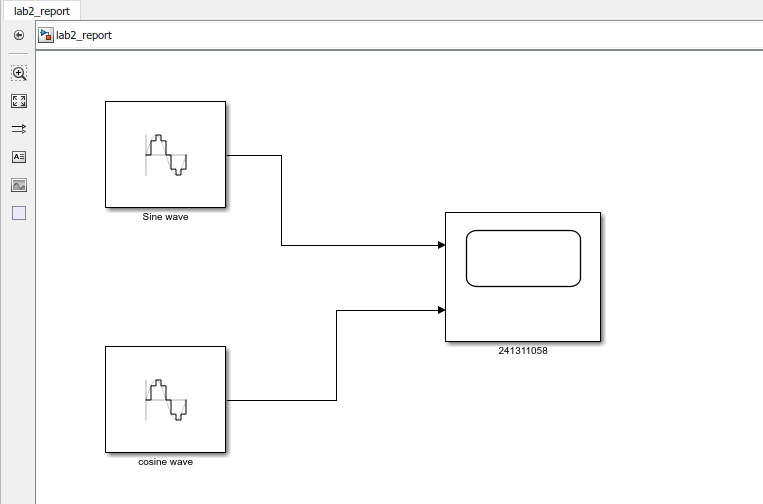 lab2_report
lab2_report
A
Sine wave
241311058
cosine wave